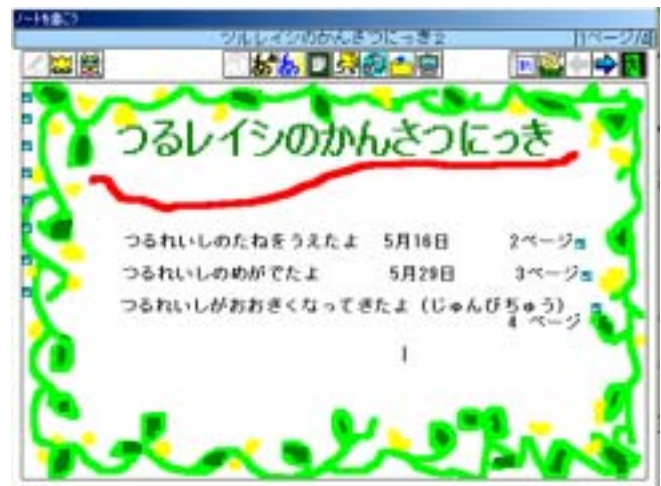 ノートを書こう
ツルレイシのかんさつにっき2
1ページ/4
つるレイシのかんさつにっき
つるれいしのたねをうえたよ 5月16日 2ページ
つるれいしのめがでたよ 5月29日 3ページ
つるれいしがおおきくなってきたよ（じゅんびちゅう）
4 ページ